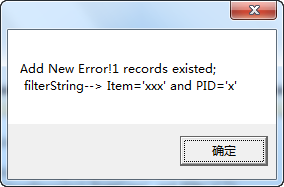 Add New Error!1 records existed;
filterString--> Item='xxx' and PID='x'
确定